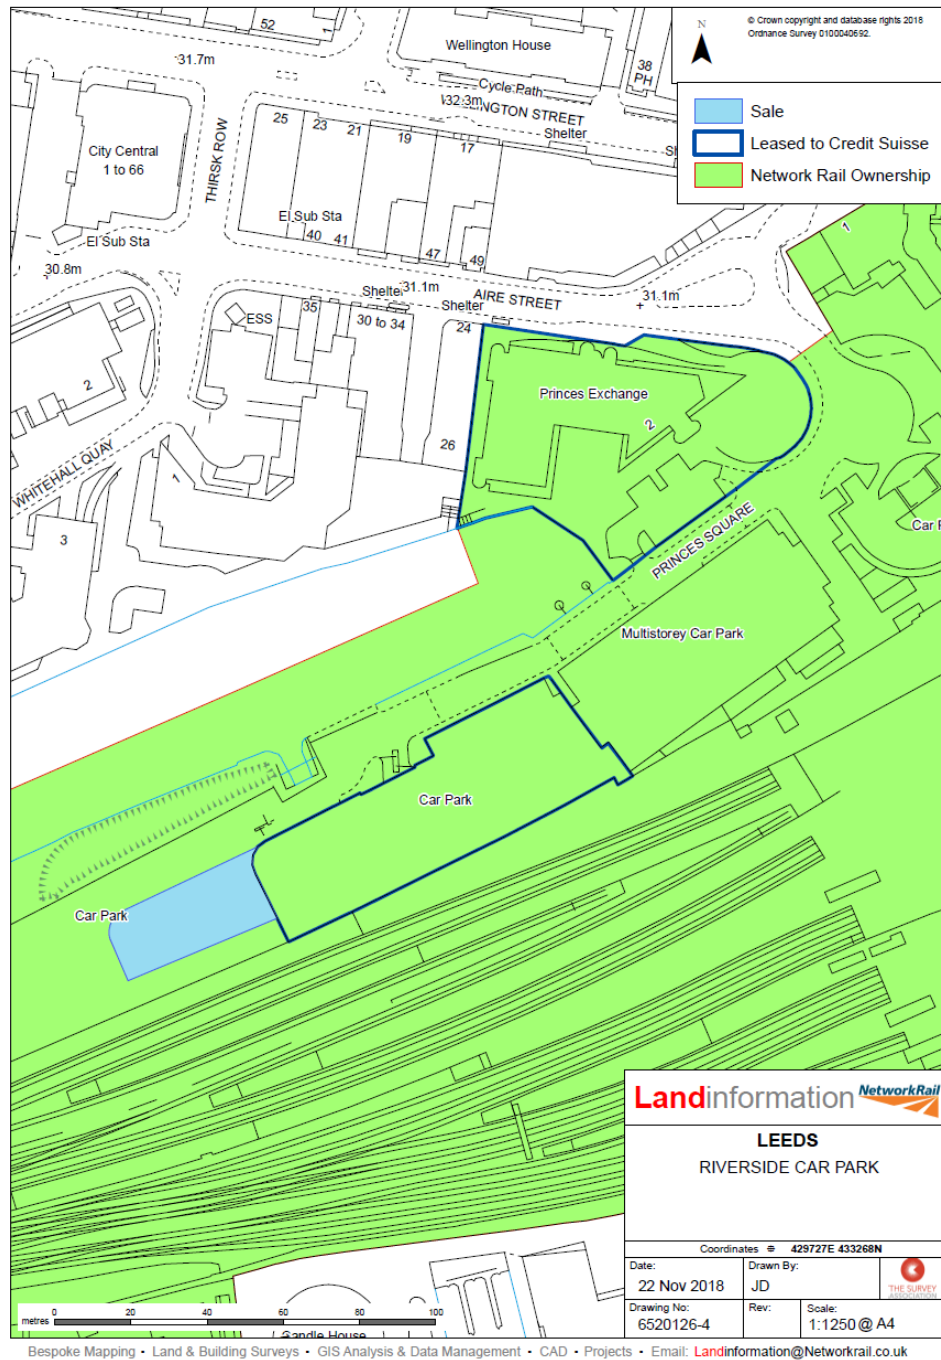 52
1
31.7m
Wellington House
38
PH
N
© Crown copyright and database rights 2018
Ordnance Survey 0100040692.
Cycle Path
32.3m
WELLINGTON STREET
Shelter
Sale
Leased to Credit Suisse
Network Rail Ownership
25
23
21
19
17
City Central
1 to 66
THIRSK ROW
El Sub Sta
40
41
47
49
El Sub Sta
30.8m
1
Shelter
31.1m
Shelter
AIRE STREET
31.1m
ESS
35
30 to 34
24
2
Princes Exchange
2
26
WHITEHALL QUAY
1
3
PRINCES SQUARE
Car P
Multistorey Car Park
Car Park
Car Park
Landinformation
NetworkRail
LEEDS
RIVERSIDE CAR PARK
Coordinates 429727E 433268N
Date:
22 Nov 2018
Drawn By:
JD
THE SURVEY
ASSOCIATION
Drawing No:
6520126-4
Rev:
Scale:
1:1250 @ A4
metres
0 20 40 60 80 100
Candle House
Bespoke Mapping • Land & Building Surveys • GIS Analysis & Data Management • CAD • Projects • Email: Landinformation@Networkrail.co.uk